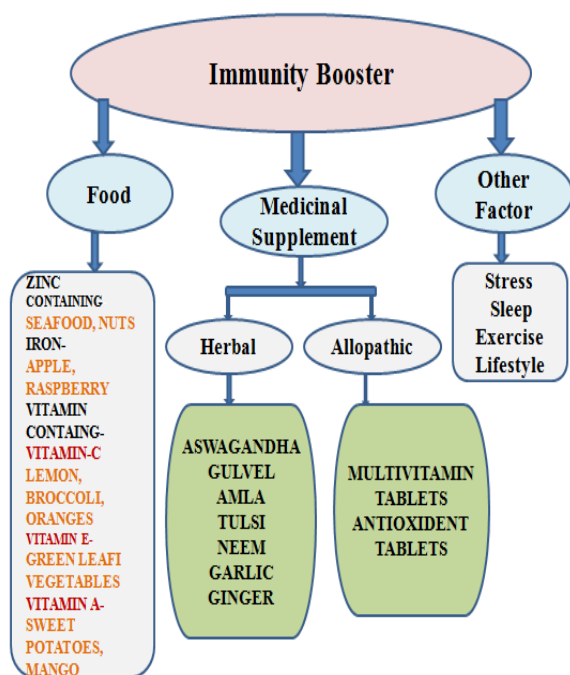 Immunity Booster
Food
Medicinal
Supplement
Other
Factor
ZINC
CONTAINING
SEAFOOD, NUTS
IRON-
APPLE,
RASPBERRY
VITAMIN
CONTAING-
VITAMIN-C
LEMON,
BROCCOLI,
ORANGES
VITAMIN E-
GREEN LEAFI
VEGETABLES
VITAMIN A-
SWEET
POTATOES,
MANGO
Herbal
Allopathic
Stress
Sleep
Exercise
Lifestyle
ASWAGANDHA
GULVEL
AMLA
TULSI
NEEM
GARLIC
GINGER
MULTIVITAMIN
TABLETS
ANTIOXIDENT
TABLETS